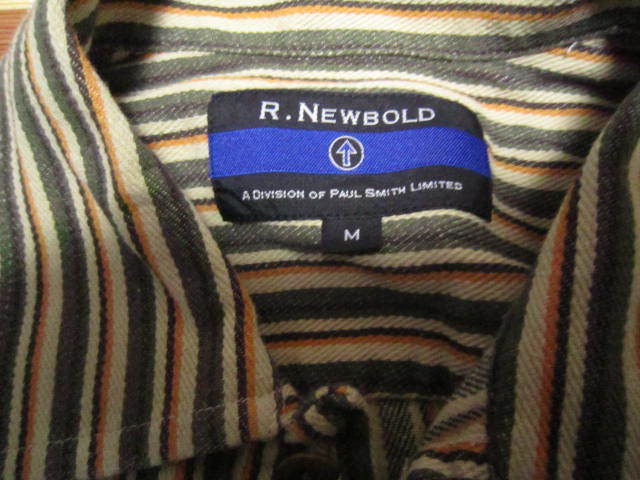 R. NEWBOLD
A DIVISION OF PAUL SMITH LIMITED
M